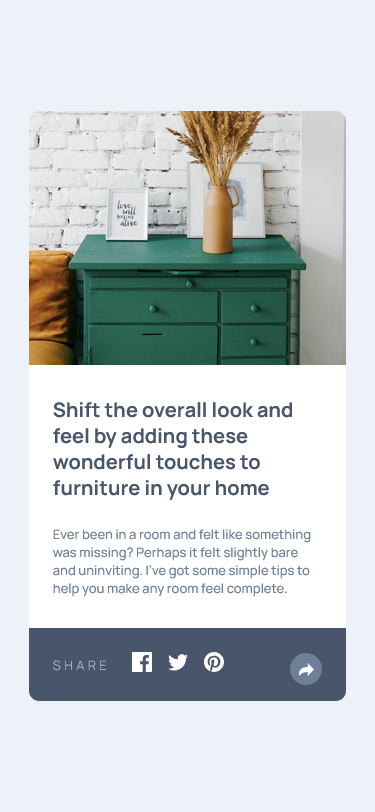 love
will
keep us
alive
Shift the overall look and
feel by adding these
wonderful touches to
furniture in your home
Ever been in a room and felt like something
was missing? Perhaps it felt slightly bare
and uninviting. I’ve got some simple tips to
help you make any room feel complete.
SHARE